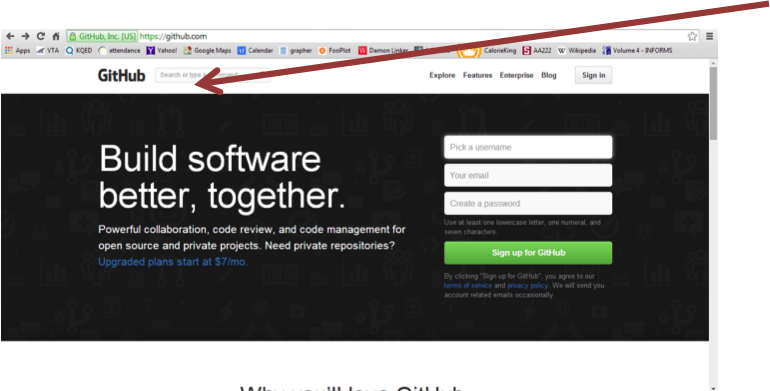 GitHub, Inc. [US] https://github.com
Apps VTA KQED attendance Yahoo! Google Maps Calendar grapher FooPlot Damon Linker CalorieKing AA222 Wikipedia Volume 4 - INFORMS
GitHub Search or type a Explore Features Enterprise Blog Sign in
Build software
better, together.
Powerful collaboration, code review, and code management for
open source and private projects. Need private repositories?
Upgraded plans start at $7/mo.
Pick a username
Your email
Create a password
Use at least one lowercase letter, one numeral, and
seven characters.
Sign up for GitHub
By clicking "Sign up for GitHub", you agree to our
terms of service and privacy policy. We will send you
account related emails occasionally.
Why you'll love GitHub